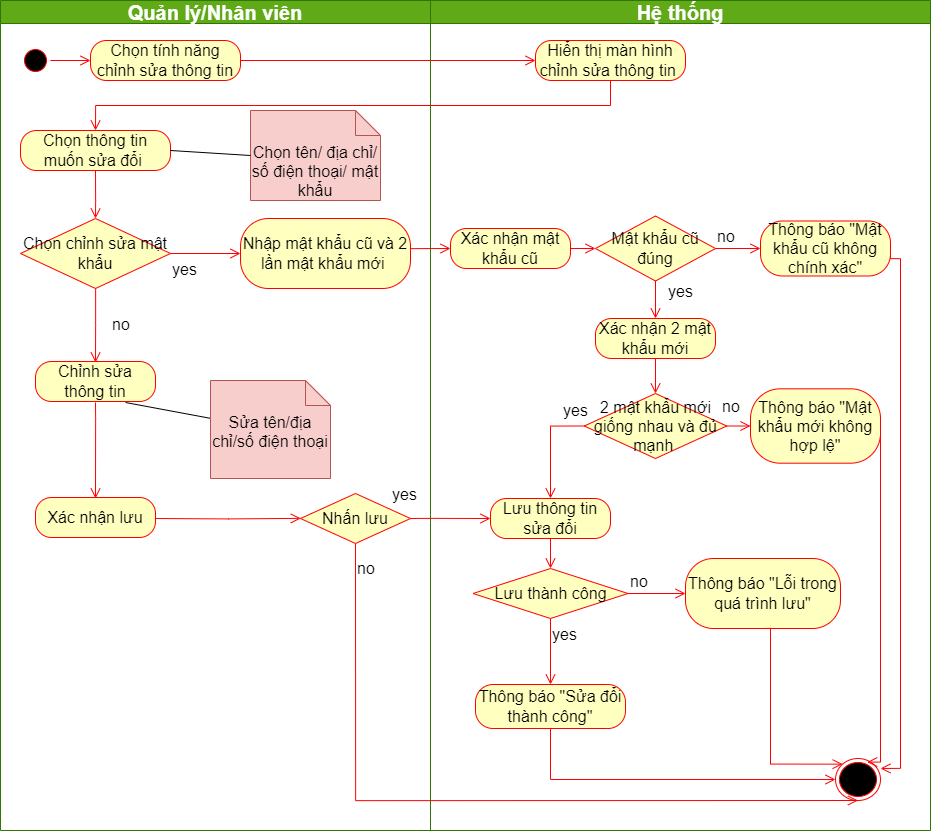 Quản lý/Nhân viên
Hệ thống
Chọn tính năng
chỉnh sửa thông tin
Hiển thị màn hình
chỉnh sửa thông tin
Chọn thông tin
muốn sửa đổi
Chọn tên/ địa chỉ/
số điện thoại/ mật
khẩu
Chọn chỉnh sửa mật
khẩu
yes
Nhập mật khẩu cũ và 2
lần mật khẩu mới
Xác nhận mật
khẩu cũ
Mật khẩu cũ
đúng
no
Thông báo "Mật
khẩu cũ không
chính xác"
yes
no
Xác nhận 2 mật
khẩu mới
Chỉnh sửa
thông tin
Sửa tên/địa
chỉ/số điện thoại
yes
2 mật khẩu mới
giống nhau và đủ
mạnh
no
Thông báo "Mật
khẩu mới không
hợp lệ"
Xác nhận lưu
Nhấn lưu
yes
no
Lưu thông tin
sửa đổi
Lưu thành công
no
Thông báo "Lỗi trong
quá trình lưu"
yes
Thông báo "Sửa đổi
thành công"